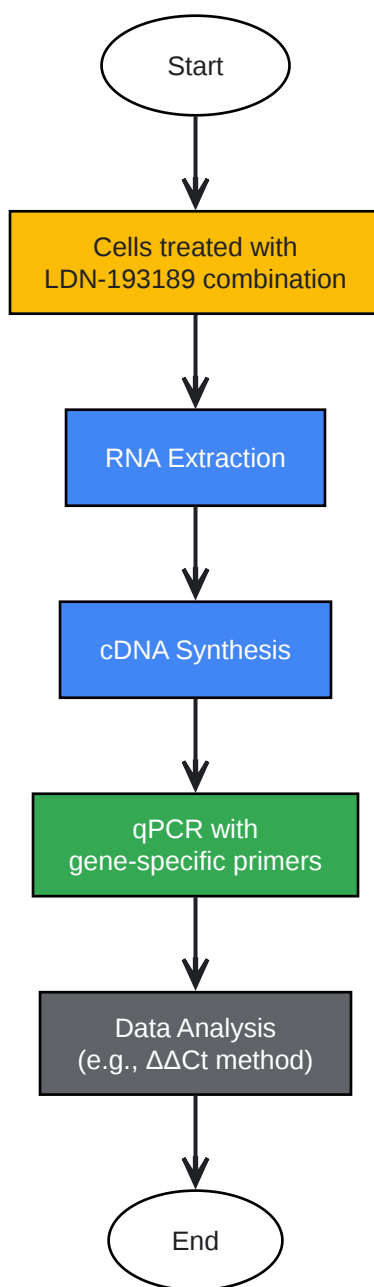 Start
Cells treated with
LDN-193189 combination
RNA Extraction
cDNA Synthesis
qPCR with
gene-specific primers
Data Analysis
(e.g., ΔΔCt method)
End